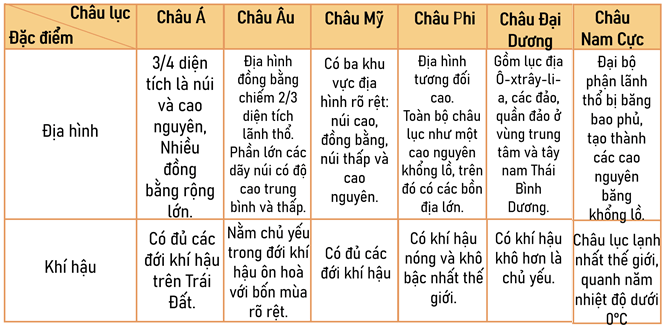 Châu lục
Đặc điểm
Châu Á
Châu Âu
Châu Mỹ
Châu Phi
Châu Đại
Dương
Châu
Nam Cực
Địa hình
3/4 diện
tích là núi
và cao
nguyên,
Nhiều
đồng
bằng rộng
lớn.
Địa hình
đồng bằng
chiếm 2/3
diện tích
lãnh thổ.
Phần lớn các
dãy núi có độ
cao trung
bình và thấp.
Có ba khu
vực địa
hình rõ rệt:
núi cao,
đồng bằng,
núi thấp và
cao
nguyên.
Địa hình
tương đối
cao.
Toàn bộ châu
lục như một
cao nguyên
khổng lồ, trên
đó có các bồn
địa lớn.
Gồm lục địa
Ô-xtrây-li-
a, các đảo,
quần đảo ở
vùng trung
tâm và tây
nam Thái
Bình
Dương.
Đại bộ
phận lãnh
thổ bị băng
bao phủ,
tạo thành
các cao
nguyên
băng
khổng lồ.
Khí hậu
Có đủ các
đới khí hậu
trên Trái
Đất.
Nằm chủ yếu
trong đới khí
hậu ôn hoà
với bốn mùa
rõ rệt.
Có đủ các
đới khí hậu
Có khí hậu
nóng và khô
bậc nhất thế
giới.
Có khí hậu
khô hơn là
chủ yếu.
Châu lục lạnh
nhất thế giới,
quanh năm
nhiệt độ dưới
0°C